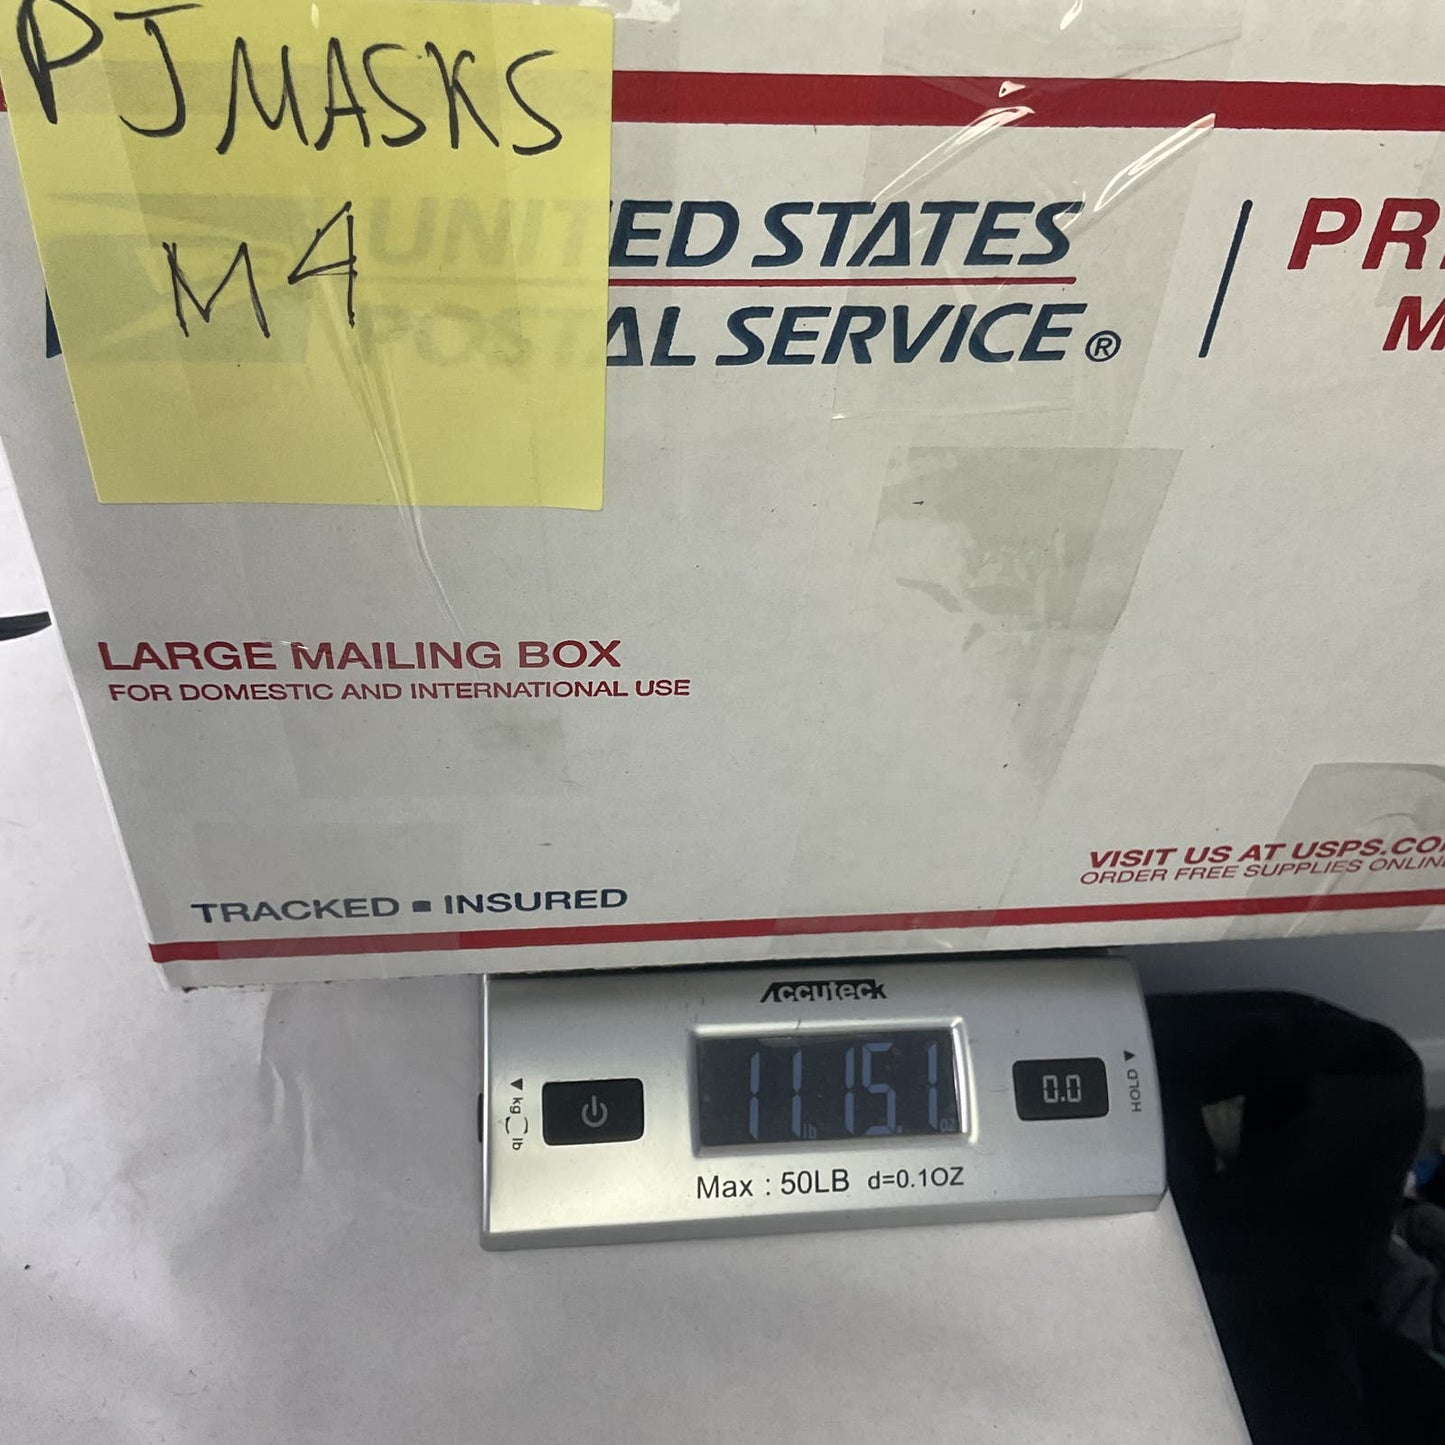 PJ MASKS
M4
UNITED STATES
POSTAL SERVICE®
PR
M
LARGE MAILING BOX
FOR DOMESTIC AND INTERNATIONAL USE
VISIT US AT USPS.CO
ORDER FREE SUPPLIES ONLIN
TRACKED ■ INSURED
Accuteck
11 lb 15.1 oz
kg lb
0.0
HOLD
Max : 50LB d=0.1OZ